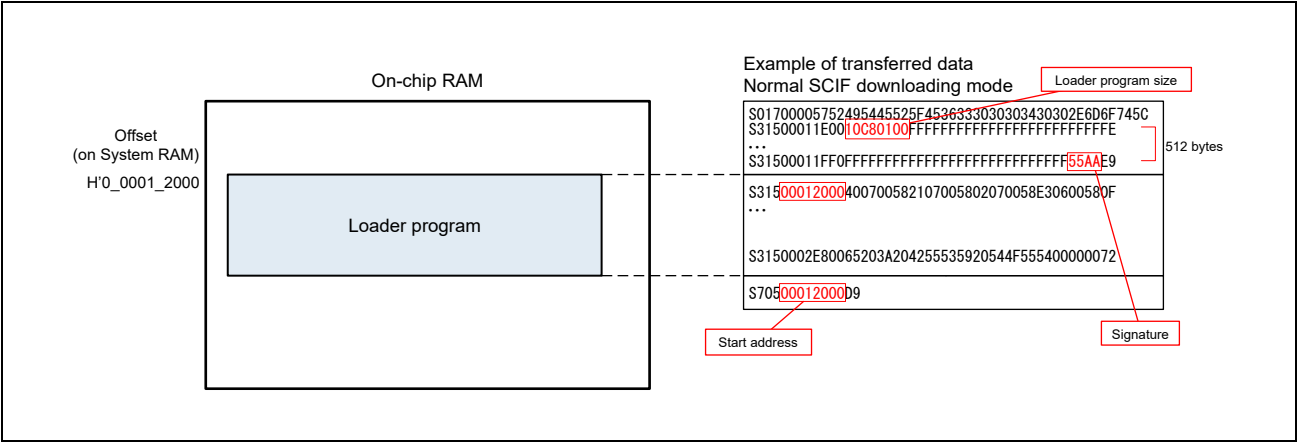 On-chip RAM
Offset
(on System RAM)
H'0_0001_2000
Loader program
Example of transferred data
Normal SCIF downloading mode
Loader program size
S01700005752495445525F4536333030303430302E6D6F745C
S31500011E0010C80100FFFFFFFFFFFFFFFFFFFFFFFFFE
...
S31500011FF0FFFFFFFFFFFFFFFFFFFFFFFFFFFF55AAE9
512 bytes
S31500012000400700582107005802070058E30600580F
...
S3150002E80065203A204255535920544F555400000072
S70500012000D9
Start address
Signature